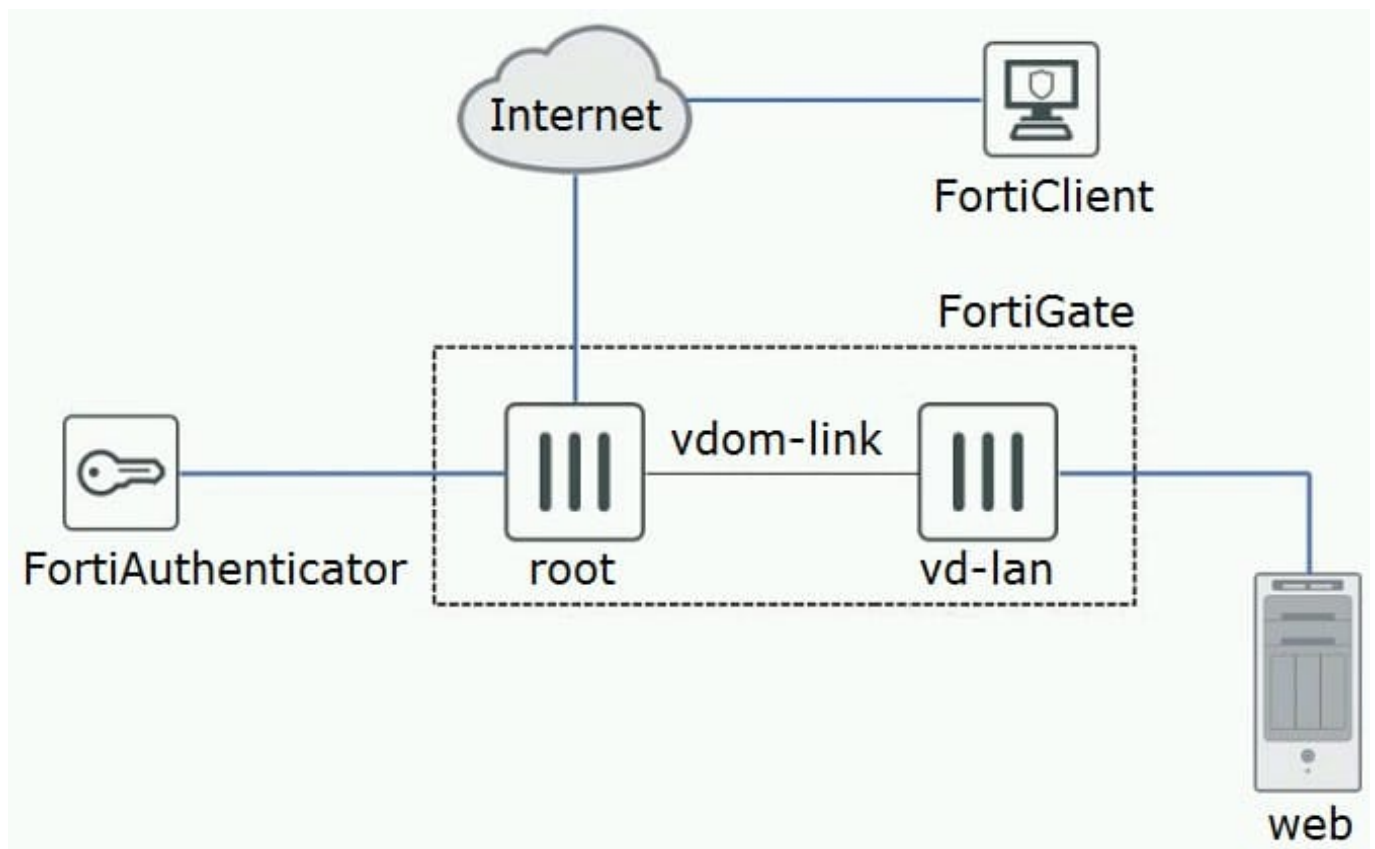 Internet
FortiClient
FortiGate
vdom-link
FortiAuthenticator
root
vd-lan
web